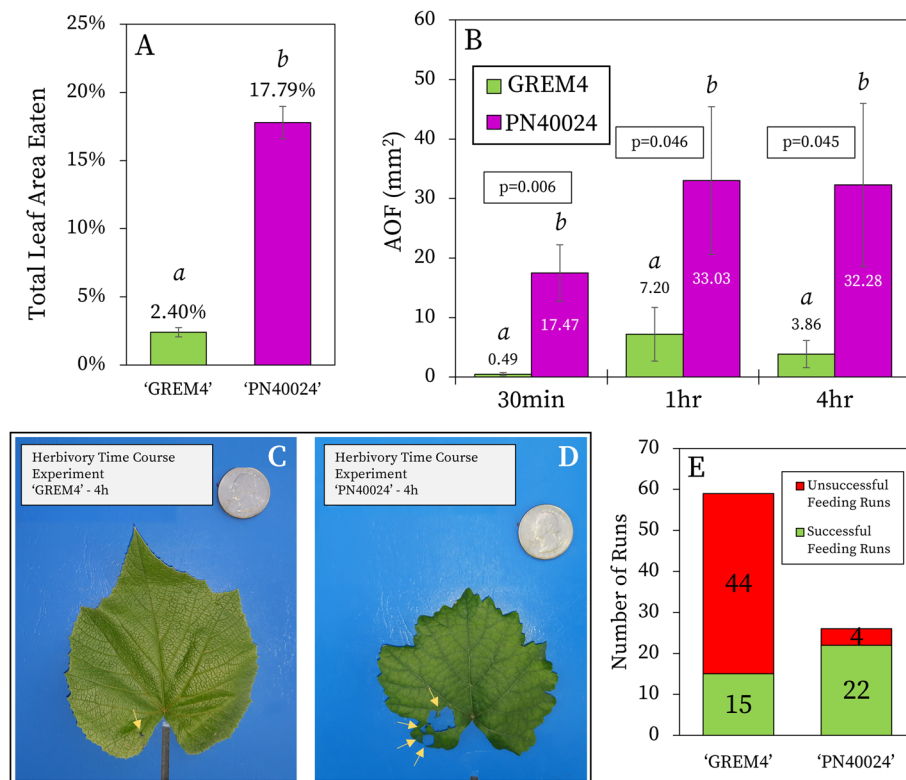 A
Total Leaf Area Eaten
25%
20%
15%
10%
5%
0%
a
2.40%
b
17.79%
‘GREM4’
‘PN40024’
B
AOF (mm²)
60
50
40
30
20
10
0
GREM4
PN40024
p=0.006
p=0.046
p=0.045
a
0.49
b
17.47
a
7.20
b
33.03
a
3.86
b
32.28
30min
1hr
4hr
C
Herbivory Time Course
Experiment
‘GREM4’ - 4h
D
Herbivory Time Course
Experiment
‘PN40024’ - 4h
E
Number of Runs
70
60
50
40
30
20
10
0
Unsuccessful
Feeding Runs
Successful
Feeding Runs
44
15
4
22
‘GREM4’
‘PN40024’